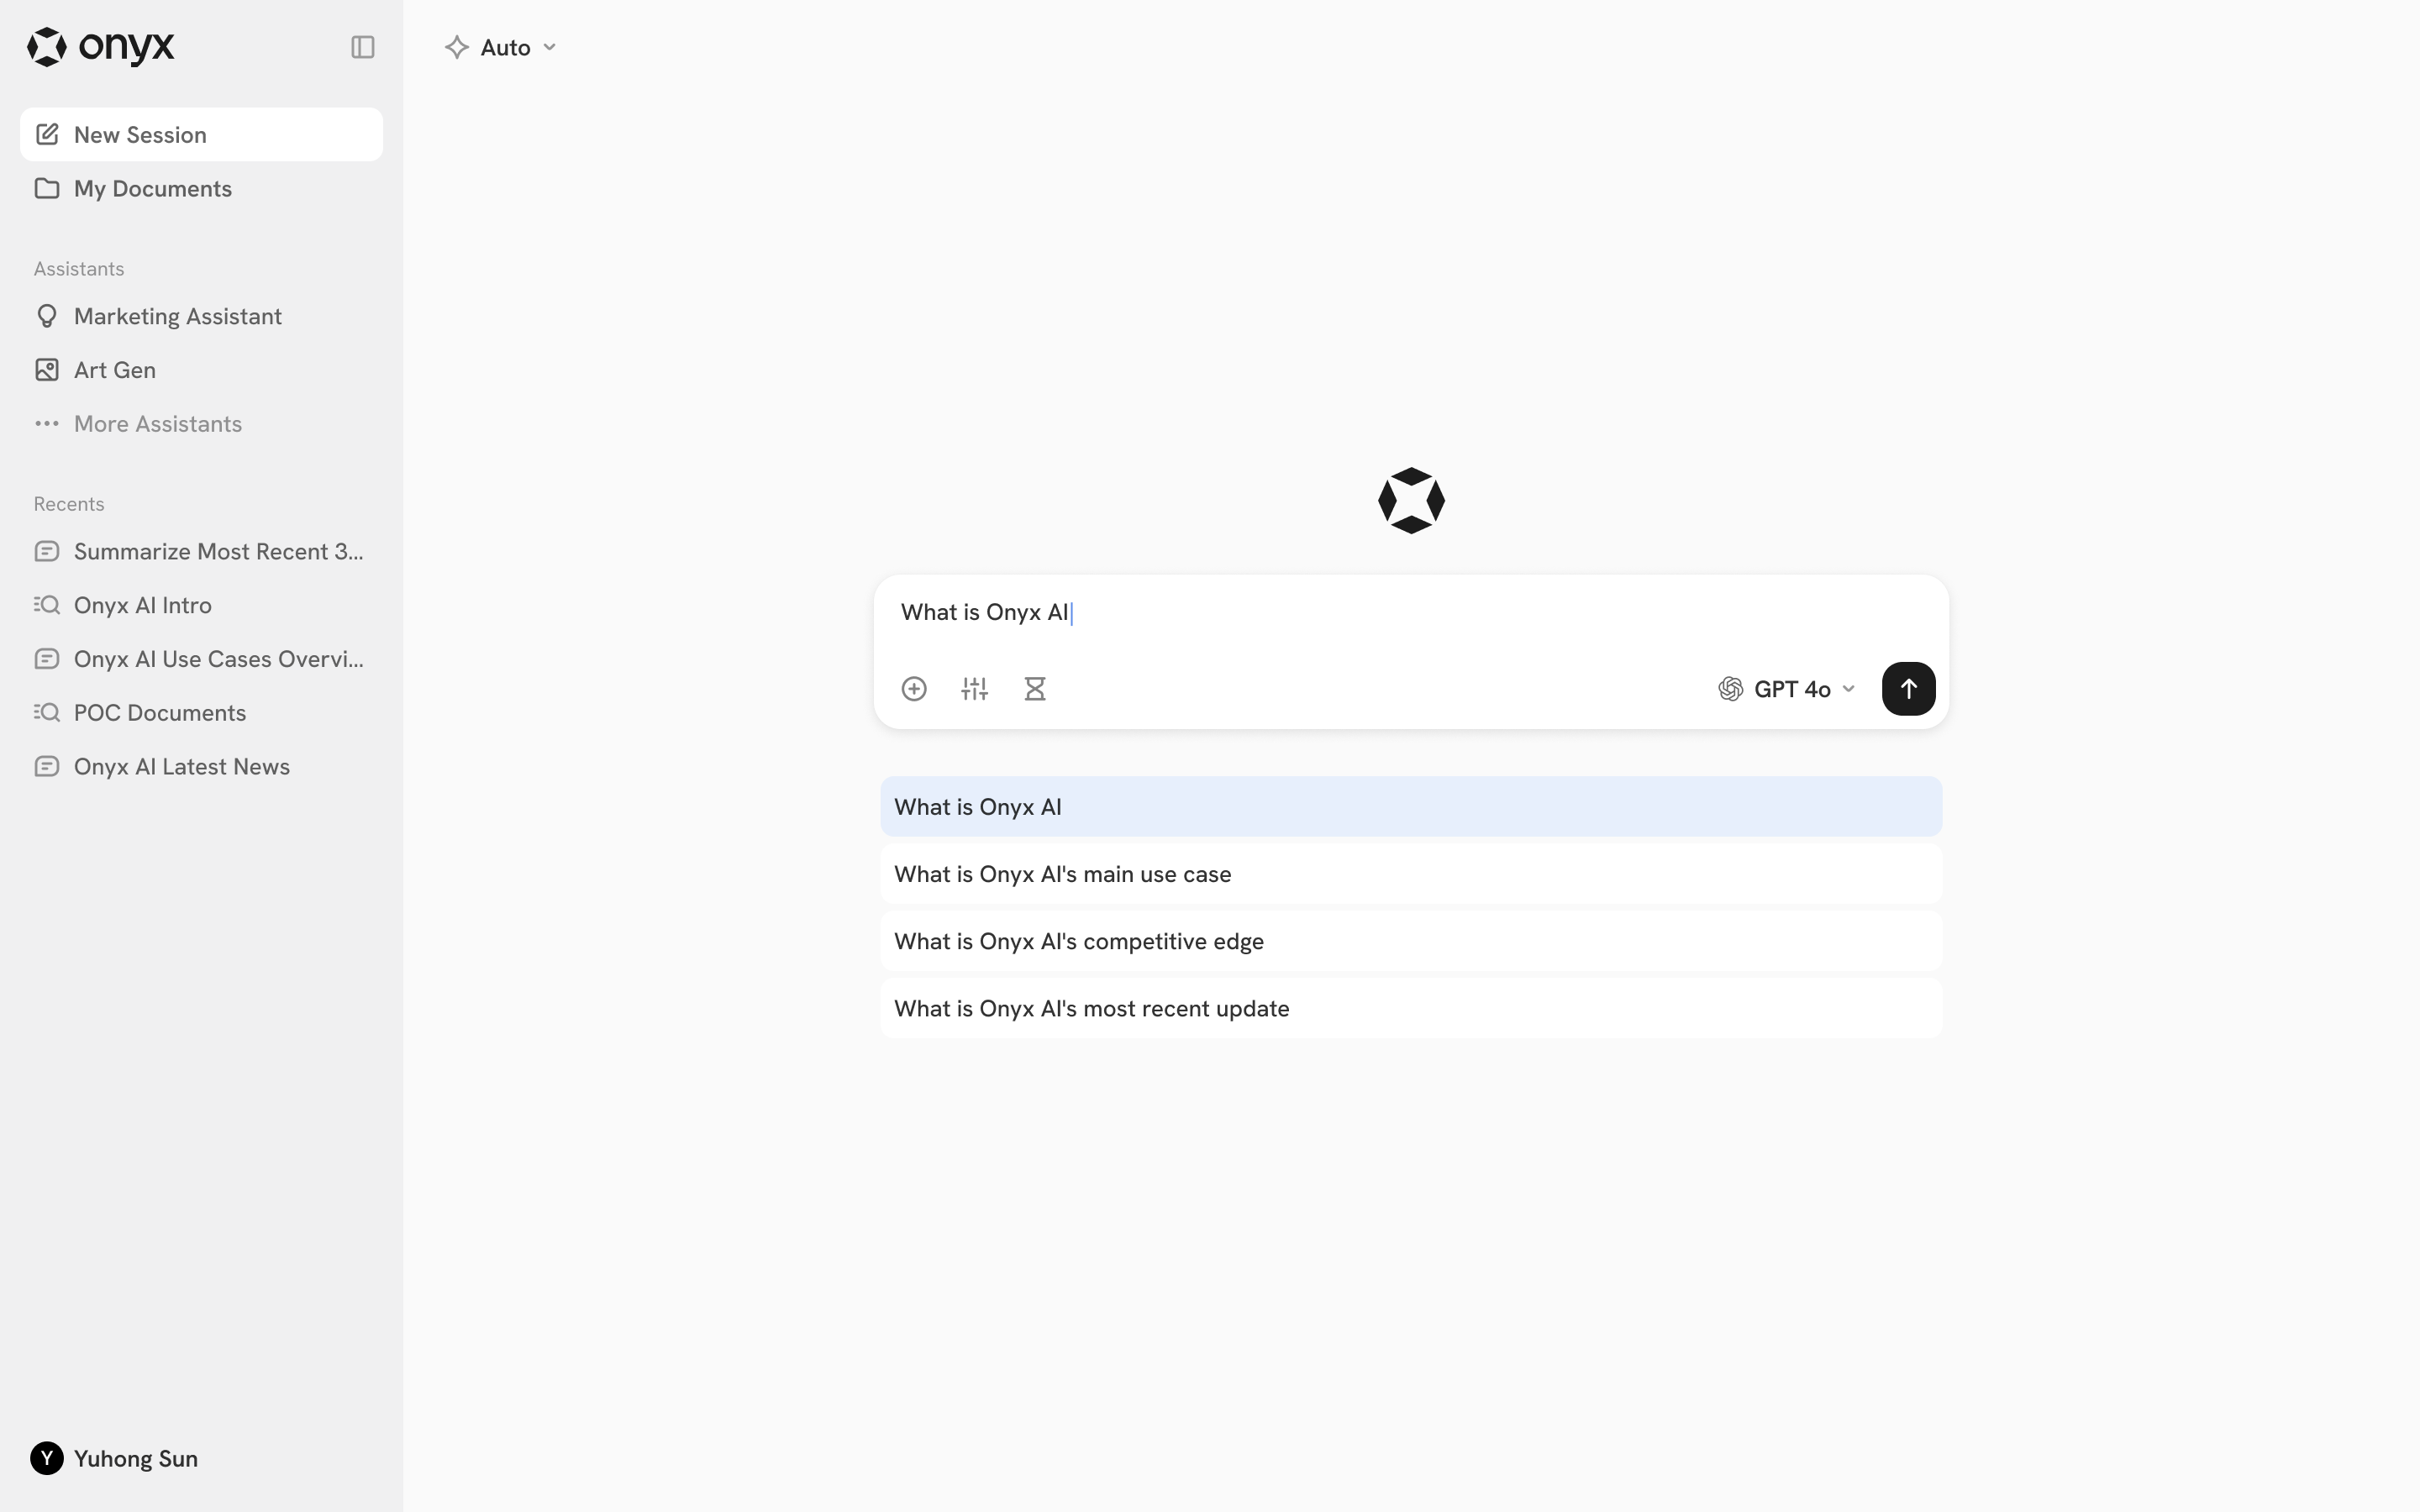 onyx
Auto
New Session
My Documents
Assistants
Marketing Assistant
Art Gen
More Assistants
Recents
Summarize Most Recent 3...
Onyx AI Intro
Onyx AI Use Cases Overvi...
POC Documents
Onyx AI Latest News
What is Onyx AI
GPT 4o
What is Onyx AI
What is Onyx AI's main use case
What is Onyx AI's competitive edge
What is Onyx AI's most recent update
Y Yuhong Sun